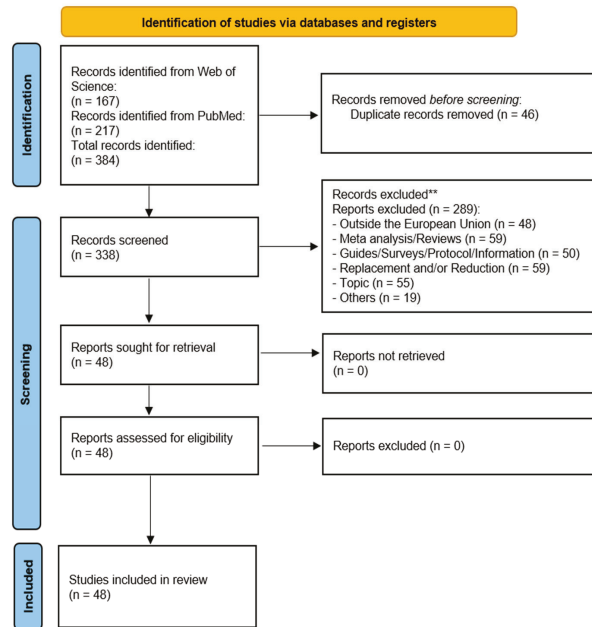 Identification of studies via databases and registers
Identification
Records identified from Web of
Science:
(n = 167)
Records identified from PubMed:
(n = 217)
Total records identified:
(n = 384)
Records removed before screening:
Duplicate records removed (n = 46)
Screening
Records screened
(n = 338)
Records excluded**
Reports excluded (n = 289):
- Outside the European Union (n = 48)
- Meta analysis/Reviews (n = 59)
- Guides/Surveys/Protocol/Information (n = 50)
- Replacement and/or Reduction (n = 59)
- Topic (n = 55)
- Others (n = 19)
Reports sought for retrieval
(n = 48)
Reports not retrieved
(n = 0)
Reports assessed for eligibility
(n = 48)
Reports excluded (n = 0)
Included
Studies included in review
(n = 48)